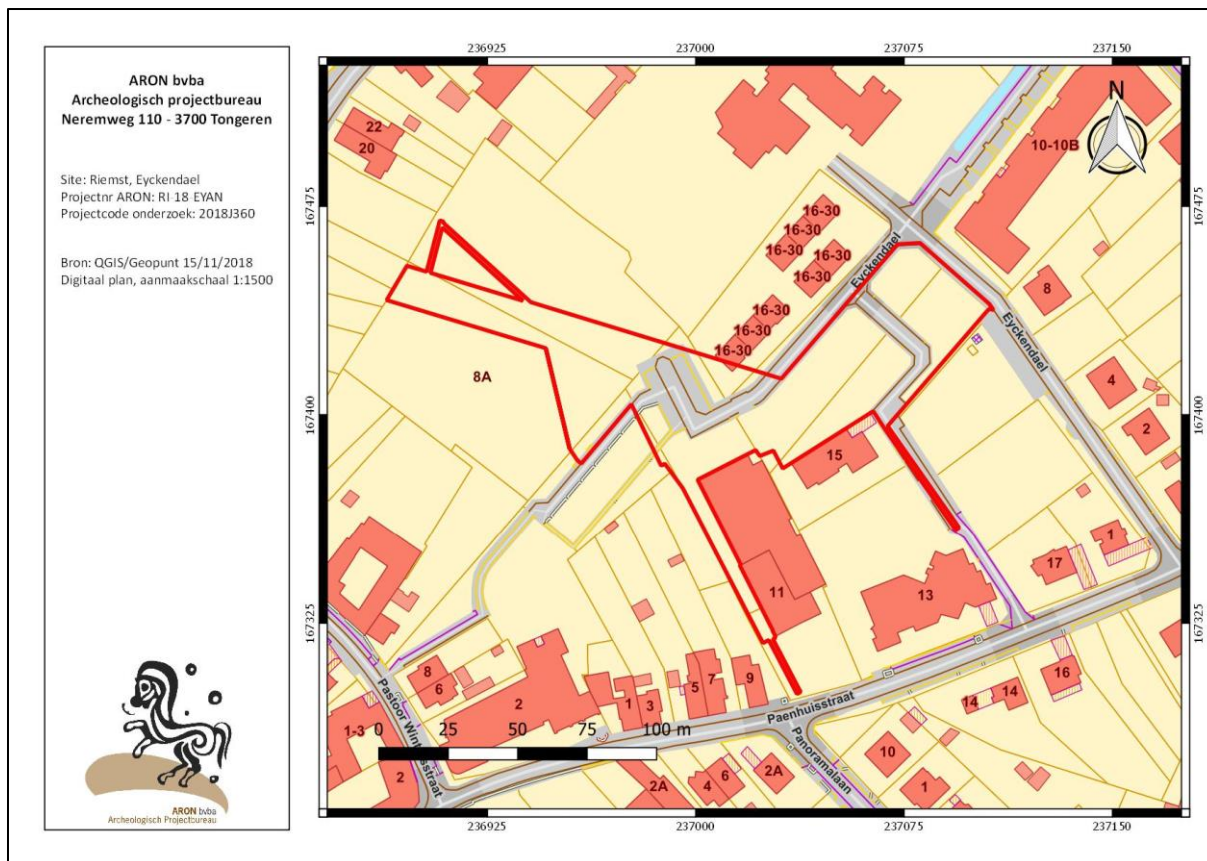 ARON bvba
Archeologisch projectbureau
Neremweg 110 - 3700 Tongeren
Site: Riemst, Eyckendael
Projectnr ARON: RI-18-EYAN
Projectcode onderzoek: 2018J360
Bron: QGIS/Geopunt 15/11/2018
Digitaal plan, aanmaakschaal 1:1500
ARON bvba
Archeologisch Projectbureau
236925 237000 237075 237150
167475
167400
167325
N
22
20
10-10B
16-30
16-30
16-30
16-30
16-30
16-30
16-30
16-30
Eyckendael
8
Eyckendael
8A
4
2
15
1
17
11
13
8
6
2
1
3
5
7
9
16
14
14
Paenhuisstraat
Pastoor Win
sstraat
1-3
2
0 25 50 75 100 m
Panoramalaan
10
2A
6
4
2A
1
167475
167400
167325
236925 237000 237075 237150